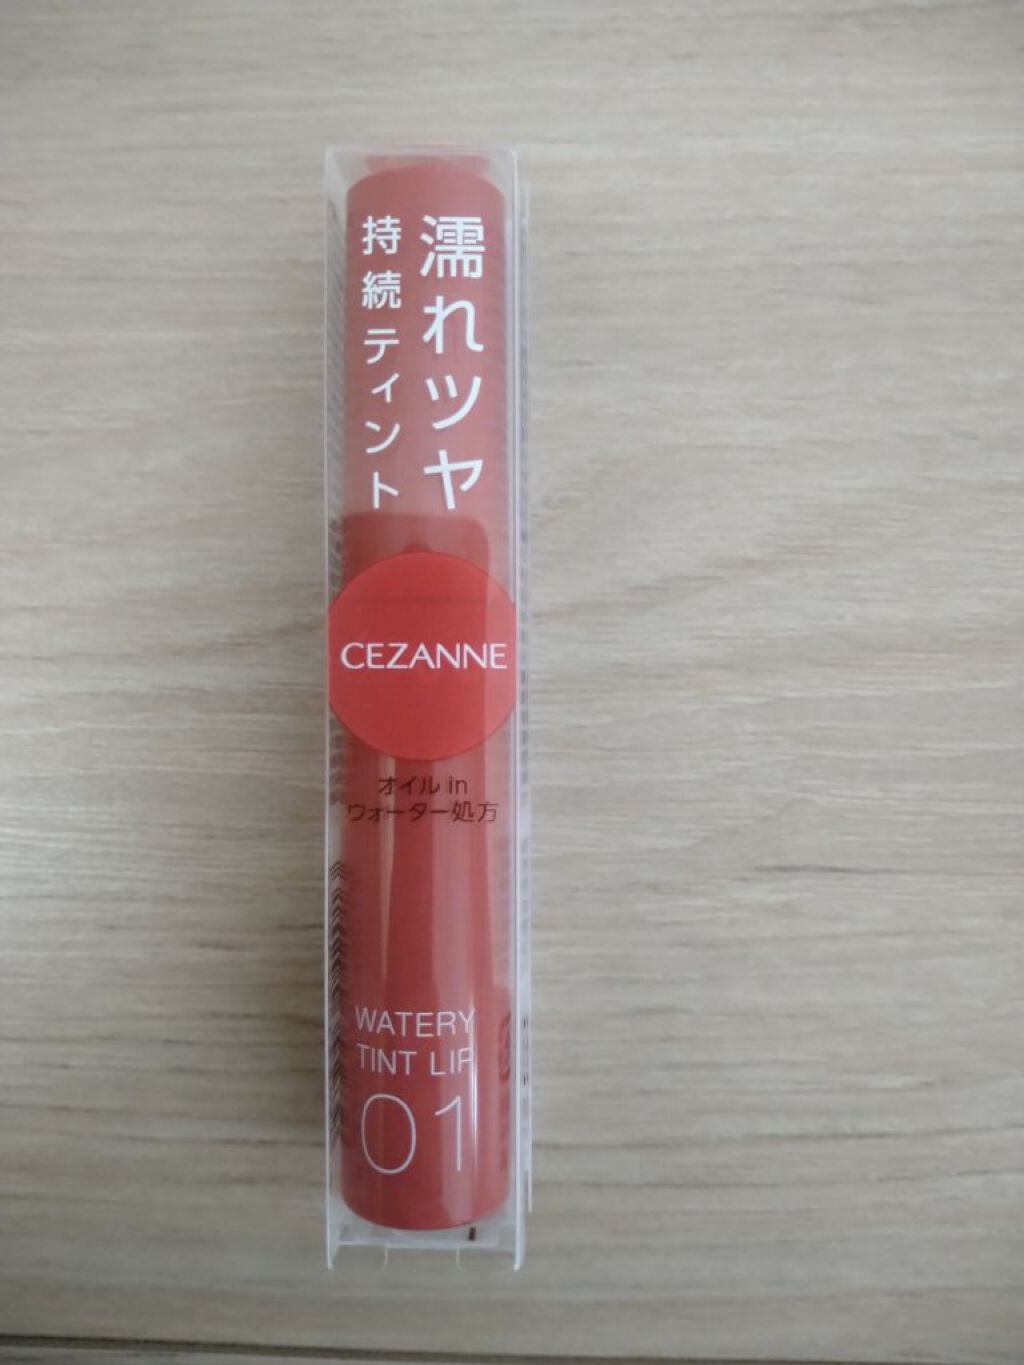 濡れツヤ
持続ティント
CEZANNE
オイル in
ウォーター処方
WATERY
TINT LIP
01